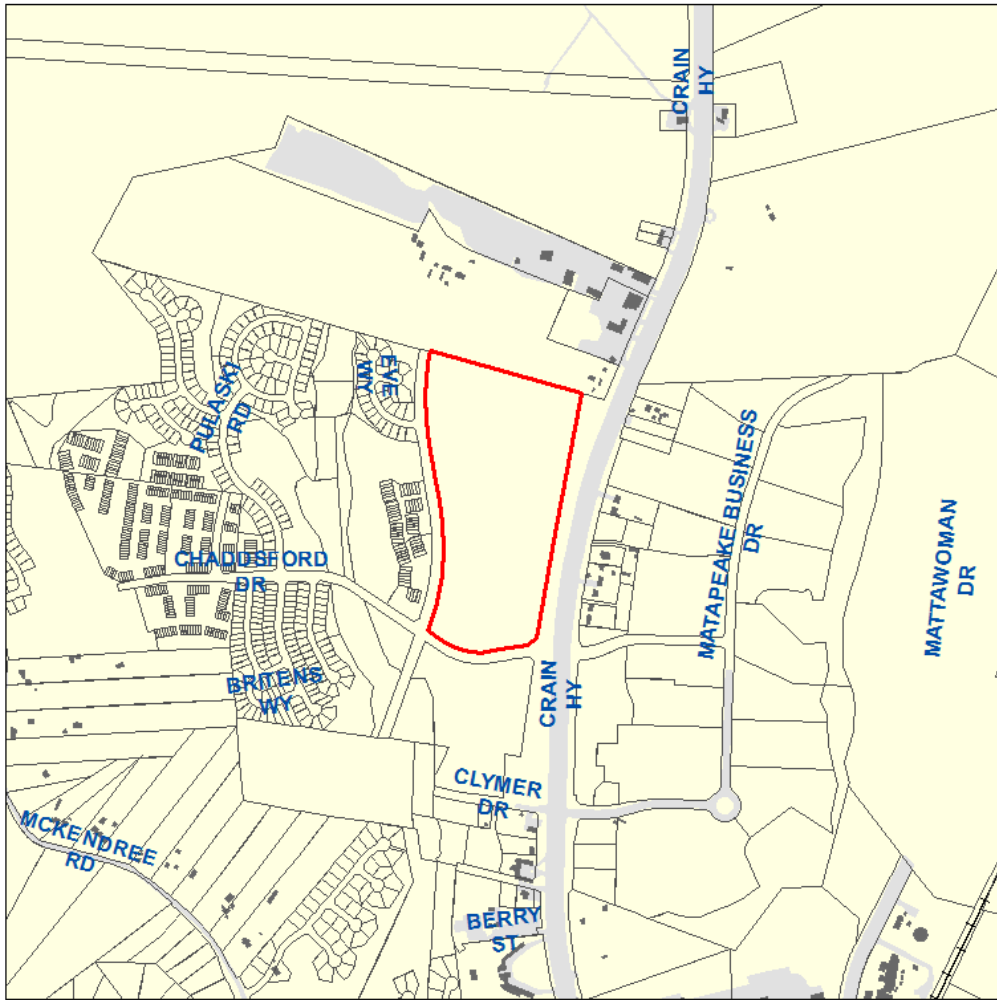 CRAIN
HY
EVE
WY
PULASKI
RD
MATAPEAKE BUSINESS
DR
MATTAWOMAN
DR
CHADDSFORD
DR
BRITENS
WY
CRAIN
HY
CLYMER
DR
MCKENDREE
RD
BERRY
ST